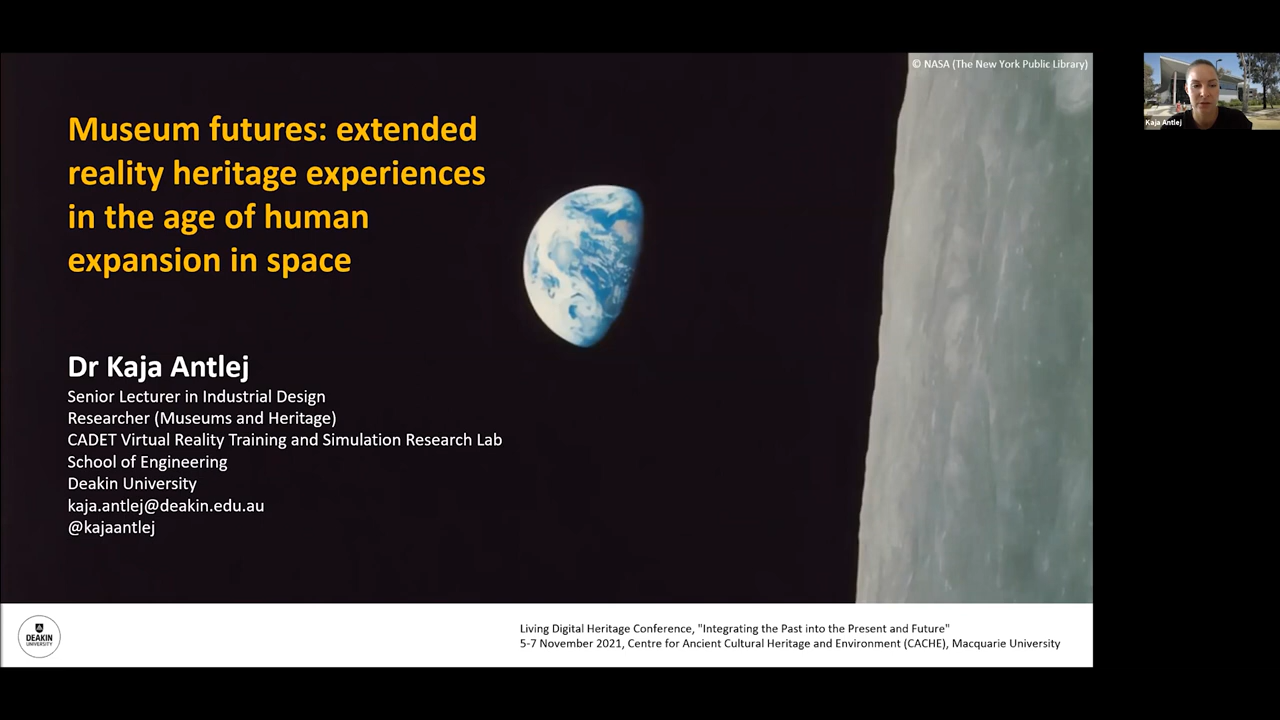 © NASA (The New York Public Library)
Museum futures: extended
reality heritage experiences
in the age of human
expansion in space
Dr Kaja Antlej
Senior Lecturer in Industrial Design
Researcher (Museums and Heritage)
CADET Virtual Reality Training and Simulation Research Lab
School of Engineering
Deakin University
kaja.antlej@deakin.edu.au
@kajaantlej
DEAKIN
UNIVERSITY
Living Digital Heritage Conference, "Integrating the Past into the Present and Future"
5-7 November 2021, Centre for Ancient Cultural Heritage and Environment (CACHE), Macquarie University
Kaja Antlej